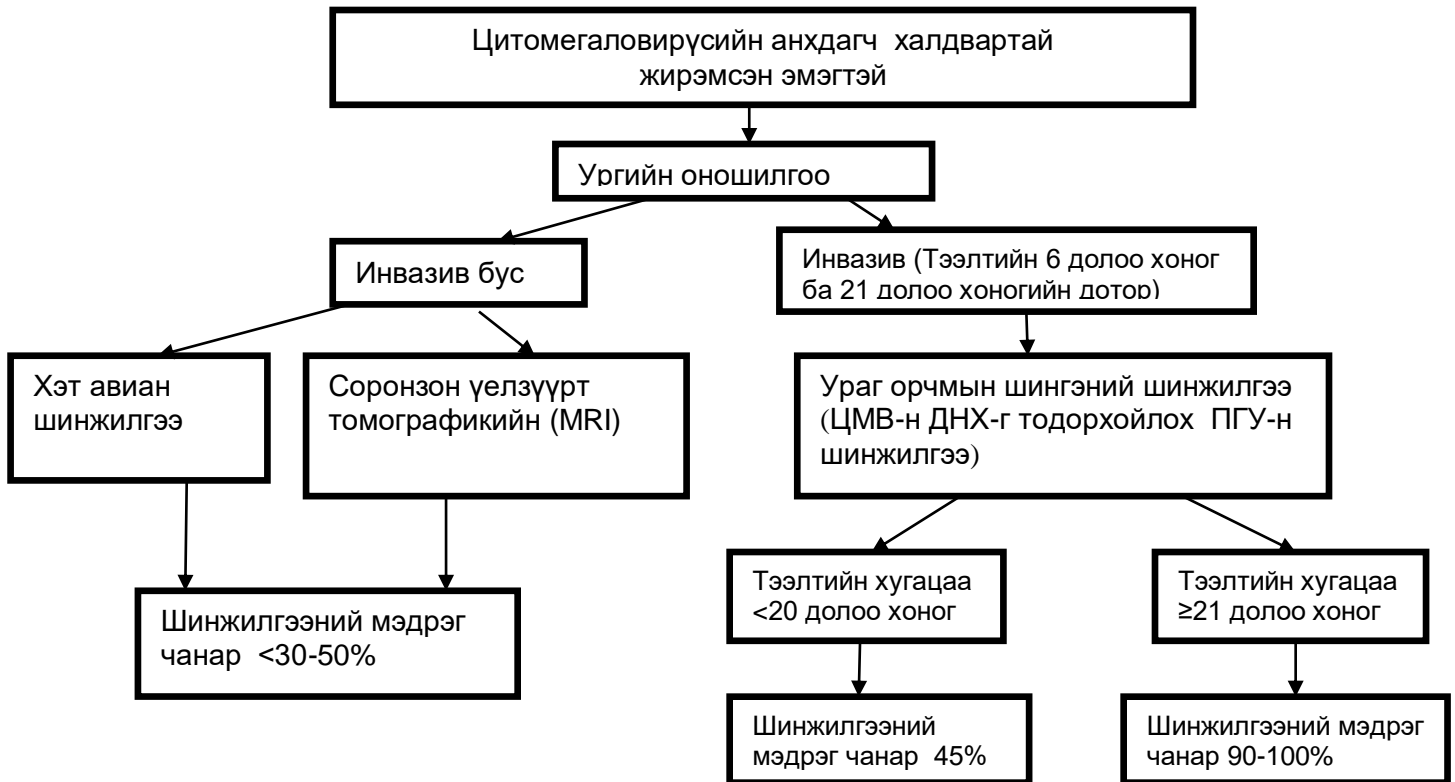 Цитомегаловирүсийн анхдагч халдвартай
жирэмсэн эмэгтэй
Ургийн оношилгоо
Инвазив бус
Инвазив (Тээлтийн 6 долоо хоног
ба 21 долоо хоногийн дотор)
Хэт авиан
шинжилгээ
Соронзон үелзүүрт
томографикийн (MRI)
Ураг орчмын шингэний шинжилгээ
(ЦМВ-н ДНХ-г тодорхойлох ПГУ-н
шинжилгээ)
Шинжилгээний мэдрэг
чанар <30-50%
Тээлтийн хугацаа
<20 долоо хоног
Тээлтийн хугацаа
≥21 долоо хоног
Шинжилгээний
мэдрэг чанар 45%
Шинжилгээний мэдрэг
чанар 90-100%